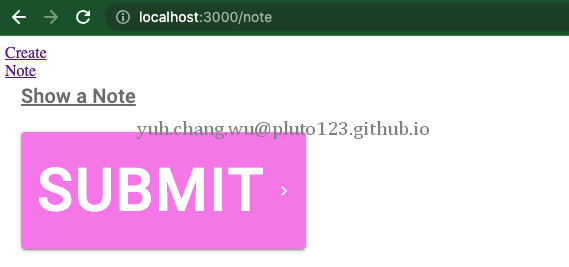 localhost:3000/note
Create
Note
Show a Note
yuh.chang.wu@pluto123.github.io
SUBMIT